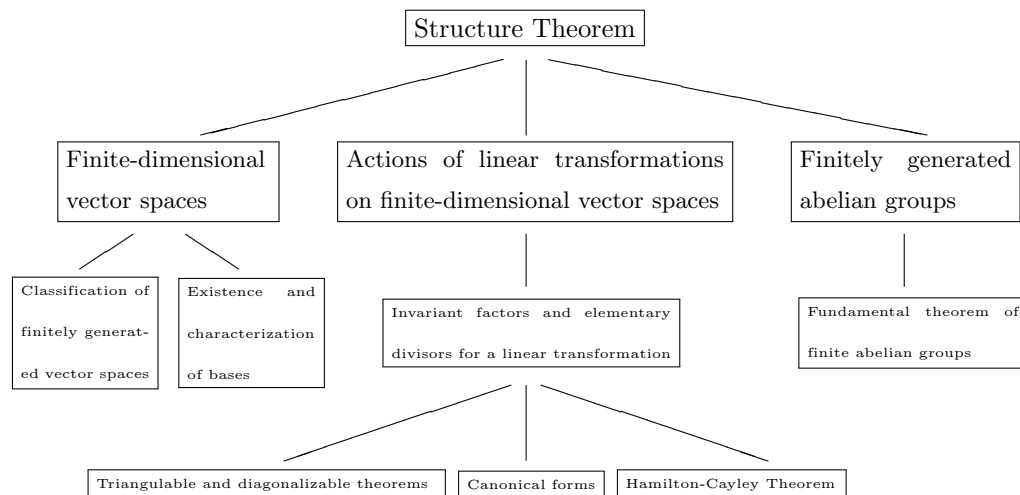 Structure Theorem
Finite-dimensional
vector spaces
Actions of linear transformations
on finite-dimensional vector spaces
Finitely generated
abelian groups
Classification of
finitely generat-
ed vector spaces
Existence and
characterization
of bases
Invariant factors and elementary
divisors for a linear transformation
Fundamental theorem of
finite abelian groups
Triangulable and diagonalizable theorems
Canonical forms
Hamilton-Cayley Theorem